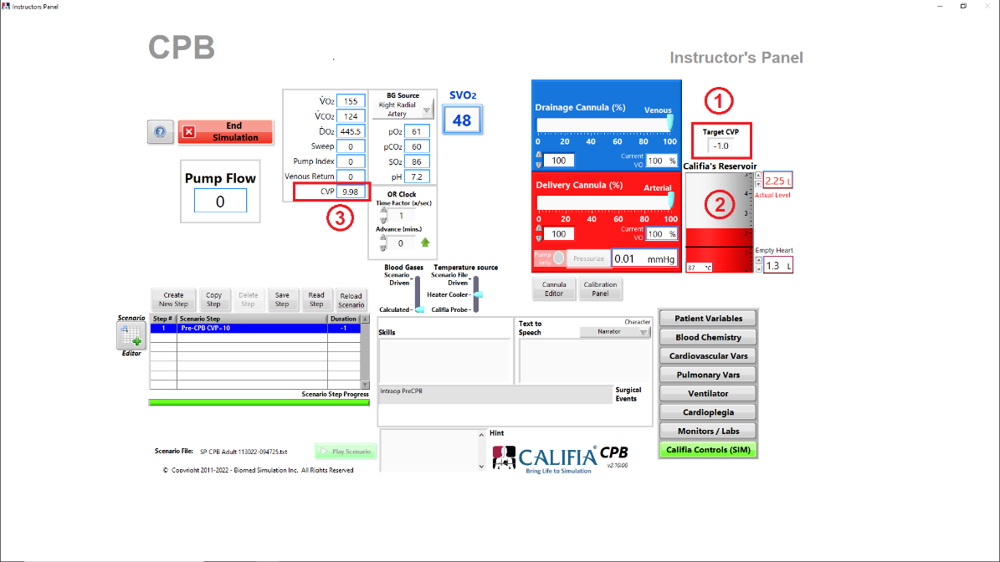 Instructors Panel
CPB
Instructor's Panel
V̇O2 155
V̇CO2 124
ḊO2 445.5
Sweep 0
Pump Index 0
Venous Return 0
CVP 9.98
3
BG Source
Right Radial
Artery
pO2 61
pCO2 60
SO2 86
pH 7.2
SVO2
48
End
Simulation
Pump Flow
0
OR Clock
Time Factor (x/sec)
1
Advance (mins.)
0
Drainage Cannula (%)
Venous
0 20 40 60 80 100
100
Current
VO
100 %
Delivery Cannula (%)
Arterial
0 20 40 60 80 100
100
Current
VO
100 %
Pump
only
Pressurize
0.01 mmHg
1
Target CVP
-1.0
Califia's Reservoir
2
4
3
2
1
37 °C
2.25 L
Actual Level
Empty Heart
1.3 L
Cannula
Editor
Calibration
Panel
Blood Gases
Scenario
Driven
Calculated
Temperature source
Scenario File
Driven
Heater Cooler
Califia Probe
Create
New Step
Copy
Step
Delete
Step
Save
Step
Read
Step
Reload
Scenario
Scenario
Editor
Step # Scenario Step Duration
1 Pre-CPB CVP~10 -1
Scenario Step Progress
Skills
Text to
Speech
Character
Narrator
Intraop PreCPB
Surgical
Events
Hint
Patient Variables
Blood Chemistry
Cardiovascular Vars
Pulmonary Vars
Ventilator
Cardioplegia
Monitors / Labs
Califia Controls (SIM)
Scenario File: SP CPB Adult 113022-094725.txt
Play Scenario
© Copyright 2011-2022 - Biomed Simulation Inc. All Rights Reserved
CALIFIA® CPB
Bring Life to Simulation
v2.10.00